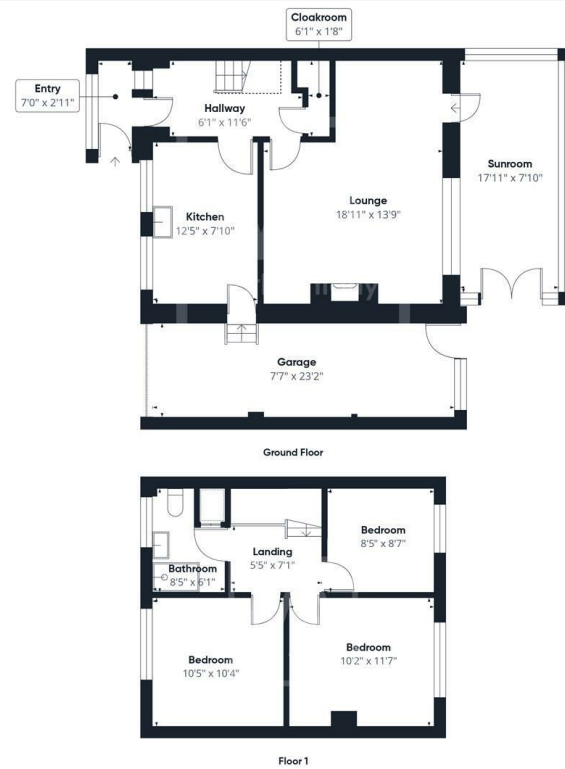 Cloakroom
6'1" x 1'8"
Entry
7'0" x 2'11"
Hallway
6'1" x 11'6"
Sunroom
17'11" x 7'10"
Lounge
18'11" x 13'9"
Kitchen
12'5" x 7'10"
Garage
7'7" x 23'2"
Ground Floor
Bedroom
8'5" x 8'7"
Landing
5'5" x 7'1"
Bathroom
8'5" x 6'1"
Bedroom
10'2" x 11'7"
Bedroom
10'5" x 10'4"
Floor 1